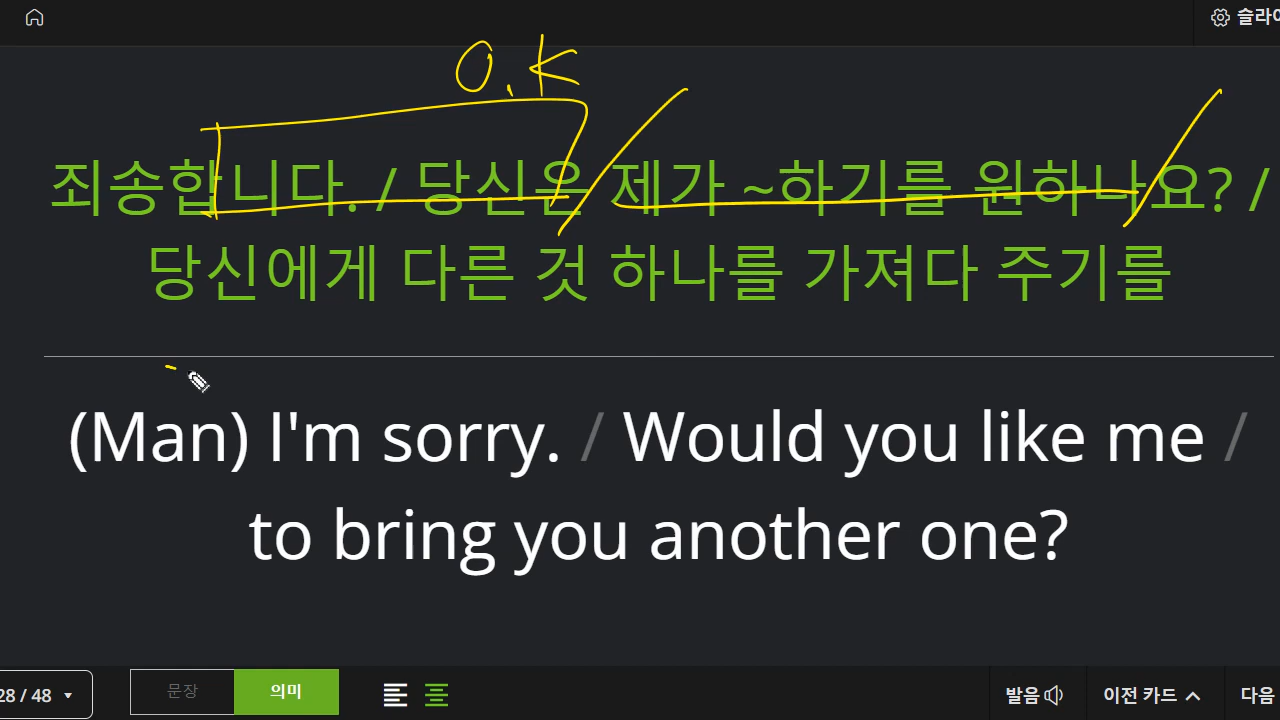 슬라이
O.K
죄송합니다. / 당신은 제가 ~하기를 원하나요? /
당신에게 다른 것 하나를 가져다 주기를
(Man) I'm sorry. / Would you like me /
to bring you another one?
28 / 48 문장 의미 발음 이전 카드 다음